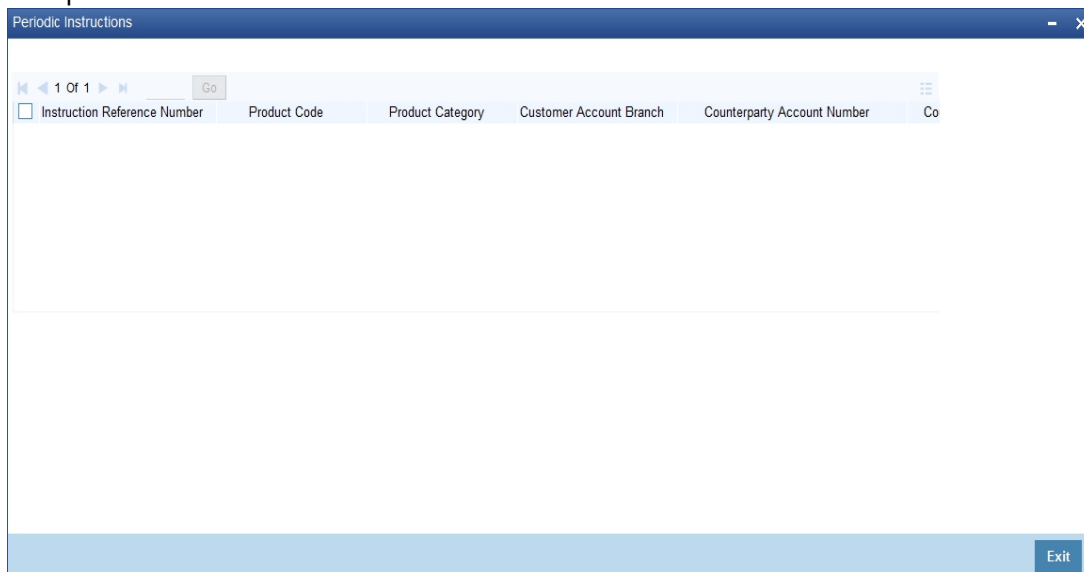 Periodic Instructions
1 Of 1 Go
Instruction Reference Number Product Code Product Category Customer Account Branch Counterparty Account Number Co
Exit